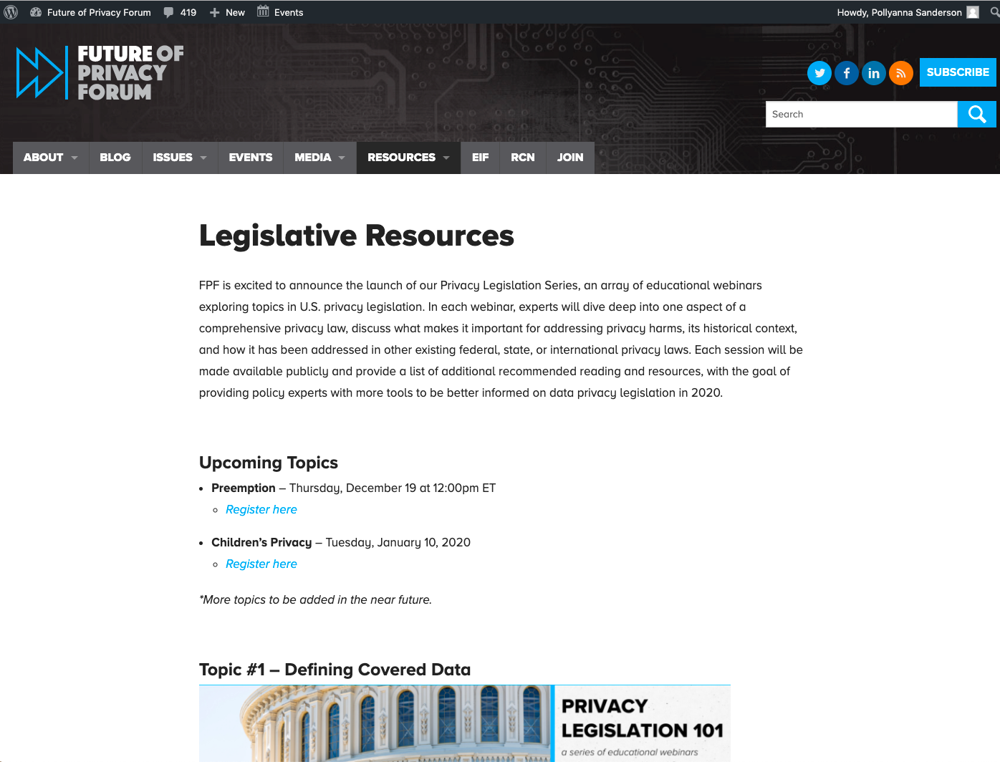 Future of Privacy Forum 419 New Events Howdy, Pollyanna Sanderson
FUTURE OF
PRIVACY
FORUM
SUBSCRIBE
Search
ABOUT BLOG ISSUES EVENTS MEDIA RESOURCES EIF RCN JOIN
Legislative Resources
FPF is excited to announce the launch of our Privacy Legislation Series, an array of educational webinars
exploring topics in U.S. privacy legislation. In each webinar, experts will dive deep into one aspect of a
comprehensive privacy law, discuss what makes it important for addressing privacy harms, its historical context,
and how it has been addressed in other existing federal, state, or international privacy laws. Each session will be
made available publicly and provide a list of additional recommended reading and resources, with the goal of
providing policy experts with more tools to be better informed on data privacy legislation in 2020.
Upcoming Topics
• Preemption – Thursday, December 19 at 12:00pm ET
◦ Register here
• Children’s Privacy – Tuesday, January 10, 2020
◦ Register here
*More topics to be added in the near future.
Topic #1 – Defining Covered Data
PRIVACY
LEGISLATION 101
a series of educational webinars